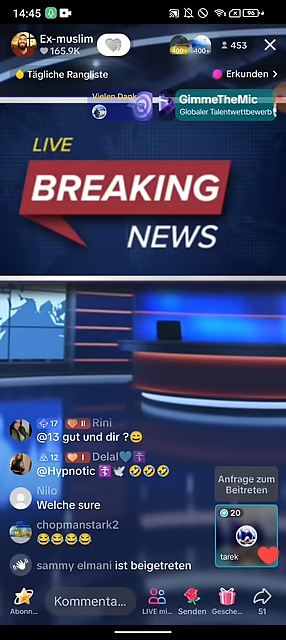 14:45
96
Ex-muslim
165.9K
400+
400+
453
Tägliche Rangliste
Erkunden
Vielen Dank
GimmeTheMic
Globaler Talentwettbewerb
LIVE
BREAKING
NEWS
17
II
Rini
@13 gut und dir ?😄
12
I
Delal
@Hypnotic ☦️🕊️ 🤣🤣🤣
Nilo
Welche sure
chopmanstark2
😂😂😂😂
sammy elmani ist beigetreten
Anfrage zum
Beitreten
20
tarek
Abonn...
Kommenta...
LIVE mi...
Senden
Gesche...
51